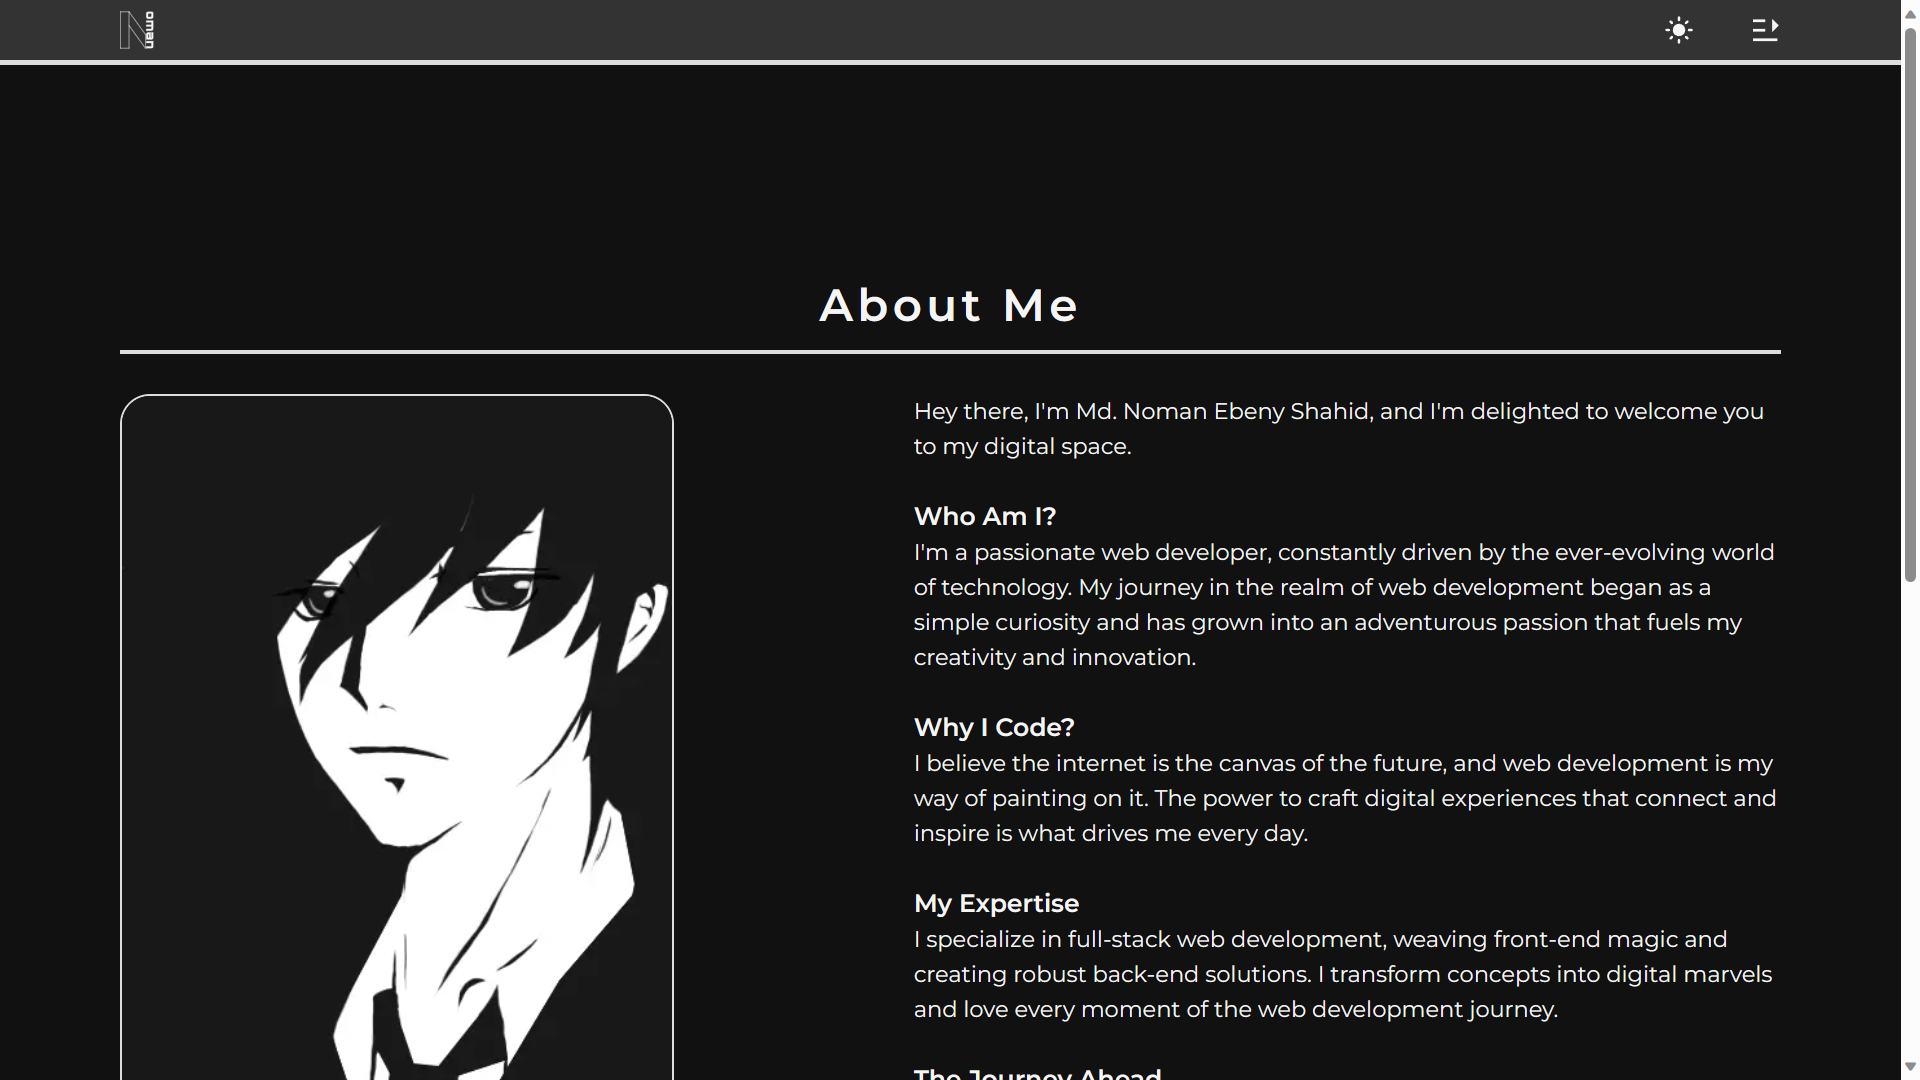 Noman
About Me
Hey there, I'm Md. Noman Ebeny Shahid, and I'm delighted to welcome you
to my digital space.
Who Am I?
I'm a passionate web developer, constantly driven by the ever-evolving world
of technology. My journey in the realm of web development began as a
simple curiosity and has grown into an adventurous passion that fuels my
creativity and innovation.
Why I Code?
I believe the internet is the canvas of the future, and web development is my
way of painting on it. The power to craft digital experiences that connect and
inspire is what drives me every day.
My Expertise
I specialize in full-stack web development, weaving front-end magic and
creating robust back-end solutions. I transform concepts into digital marvels
and love every moment of the web development journey.
The Journey Ahead